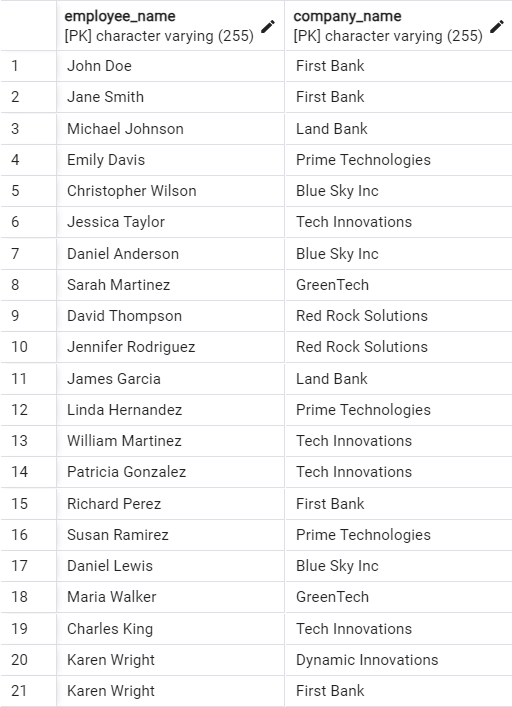 employee_name company_name
[PK] character varying (255) [PK] character varying (255)
1 John Doe First Bank
2 Jane Smith First Bank
3 Michael Johnson Land Bank
4 Emily Davis Prime Technologies
5 Christopher Wilson Blue Sky Inc
6 Jessica Taylor Tech Innovations
7 Daniel Anderson Blue Sky Inc
8 Sarah Martinez GreenTech
9 David Thompson Red Rock Solutions
10 Jennifer Rodriguez Red Rock Solutions
11 James Garcia Land Bank
12 Linda Hernandez Prime Technologies
13 William Martinez Tech Innovations
14 Patricia Gonzalez Tech Innovations
15 Richard Perez First Bank
16 Susan Ramirez Prime Technologies
17 Daniel Lewis Blue Sky Inc
18 Maria Walker GreenTech
19 Charles King Tech Innovations
20 Karen Wright Dynamic Innovations
21 Karen Wright First Bank